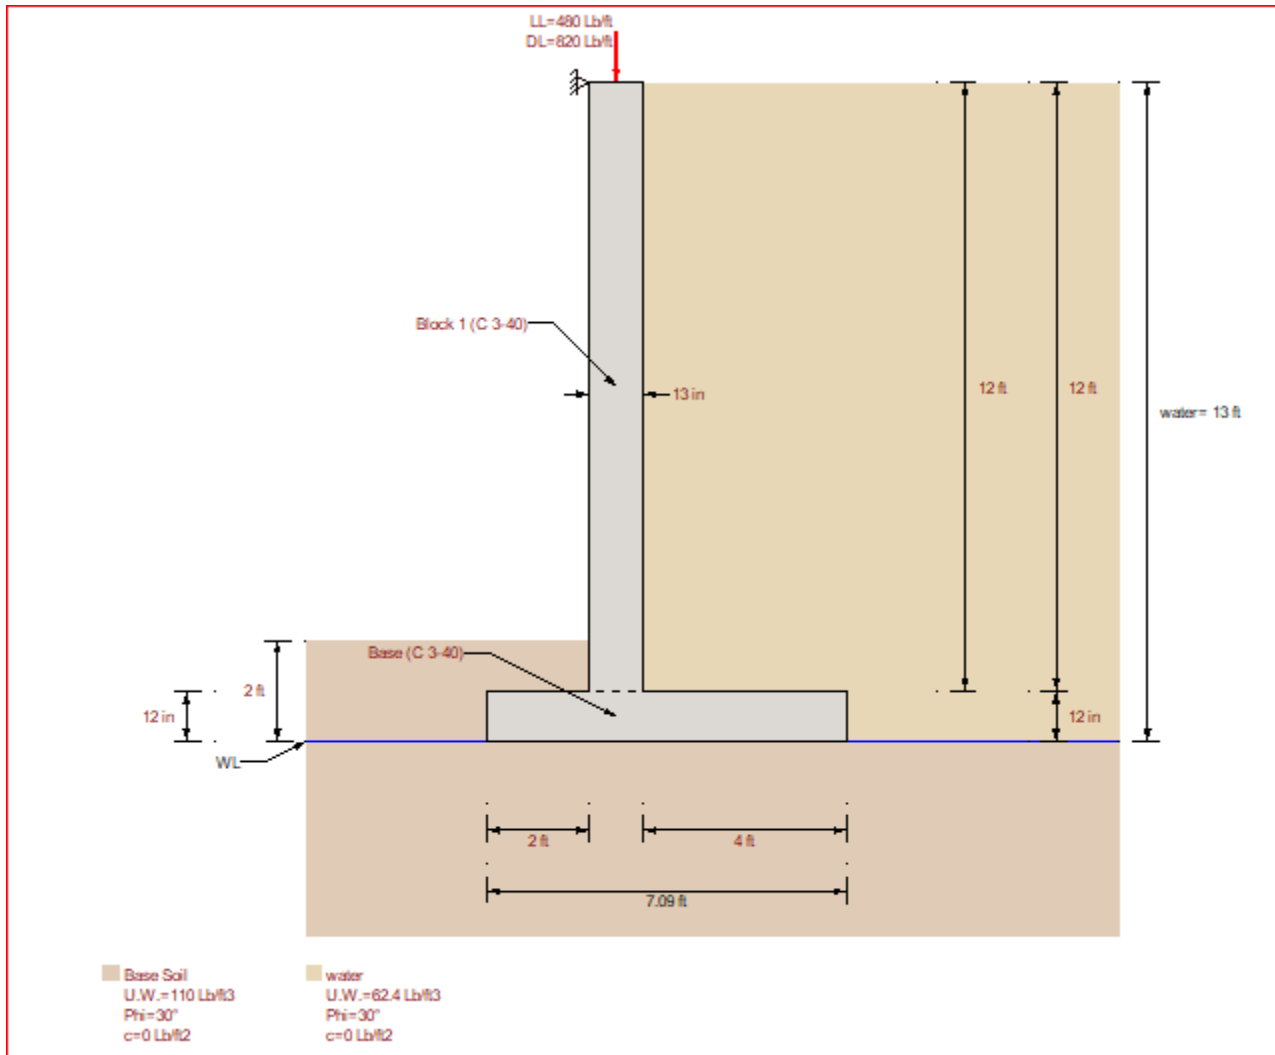 LL=480 Lb/ft
DL=820 Lb/ft
Block 1 (C 3-40)
13 in
12 ft
12 ft
water= 13 ft
Base (C 3-40)
2 ft
12 in
12 in
WL
2 ft
4 ft
7.09 ft
Base Soil
U.W.=110 Lb/ft3
Phi=30°
c=0 Lb/ft2
water
U.W.=62.4 Lb/ft3
Phi=30°
c=0 Lb/ft2